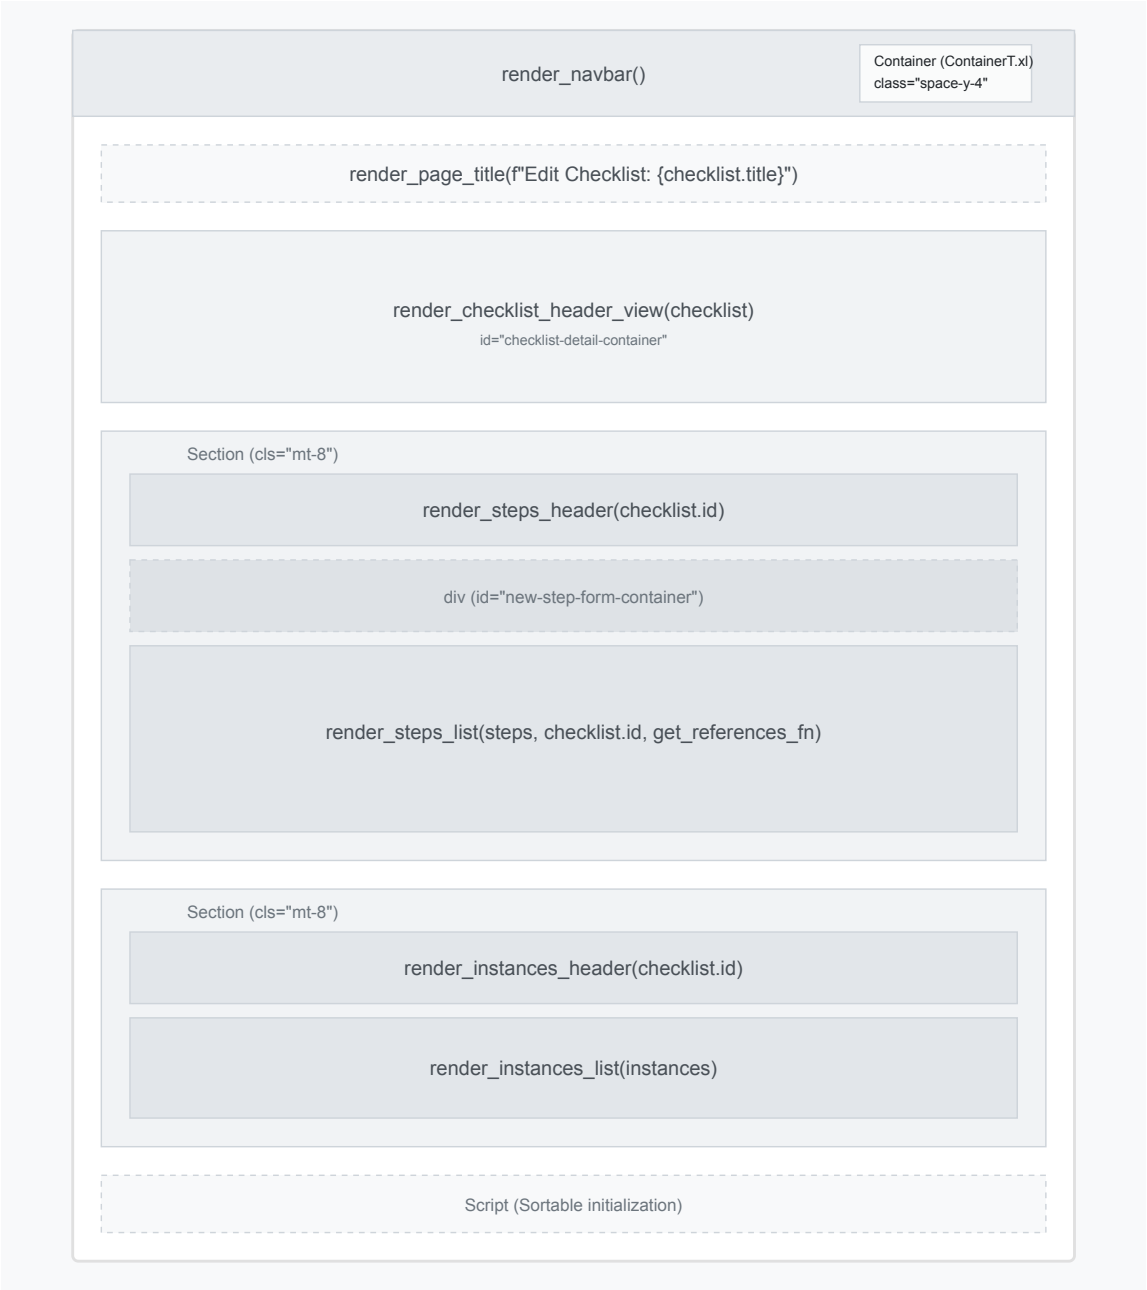 render_navbar()
Container (ContainerT.xl)
class="space-y-4"
render_page_title(f"Edit Checklist: {checklist.title}")
render_checklist_header_view(checklist)
id="checklist-detail-container"
Section (cls="mt-8")
render_steps_header(checklist.id)
div (id="new-step-form-container")
render_steps_list(steps, checklist.id, get_references_fn)
Section (cls="mt-8")
render_instances_header(checklist.id)
render_instances_list(instances)
Script (Sortable initialization)